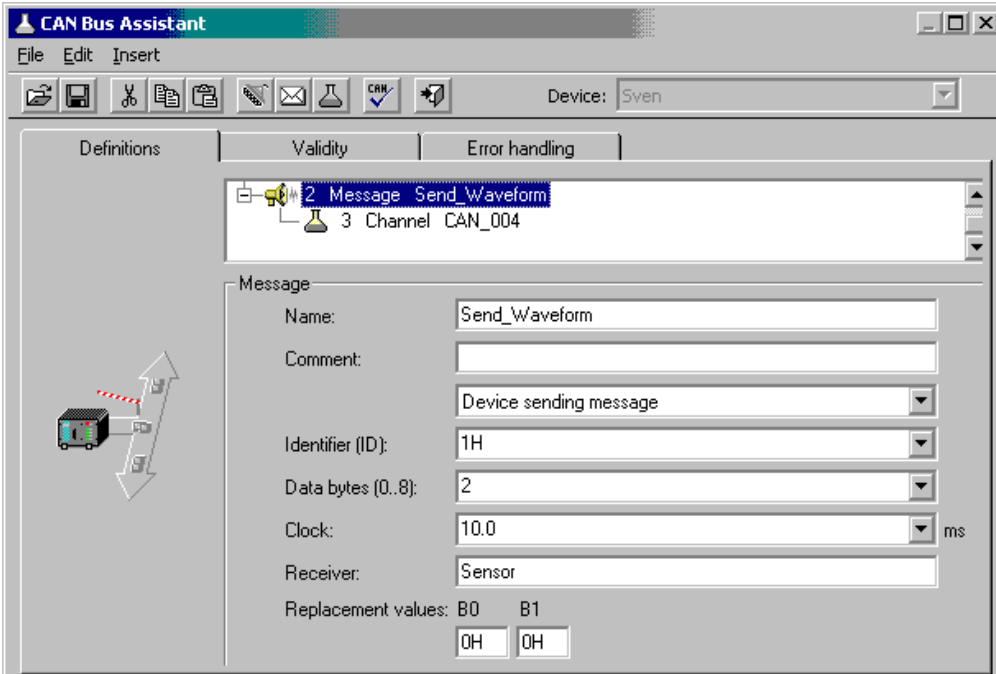 CAN Bus Assistant
File Edit Insert
CAN Device: Sven
Definitions Validity Error handling
2 Message Send_Waveform
3 Channel CAN_004
Message
Name: Send_Waveform
Comment:
Device sending message
Identifier (ID): 1H
Data bytes (0..8): 2
Clock: 10.0 ms
Receiver: Sensor
Replacement values: B0 B1
0H 0H